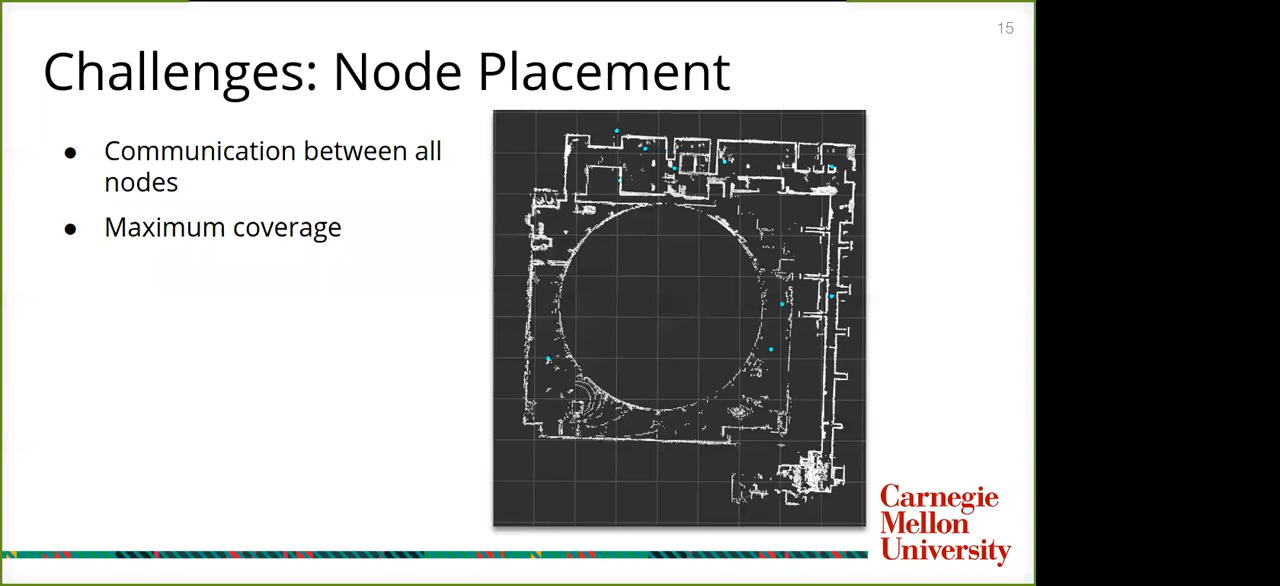 15
Challenges: Node Placement
● Communication between all
nodes
● Maximum coverage
Carnegie
Mellon
University